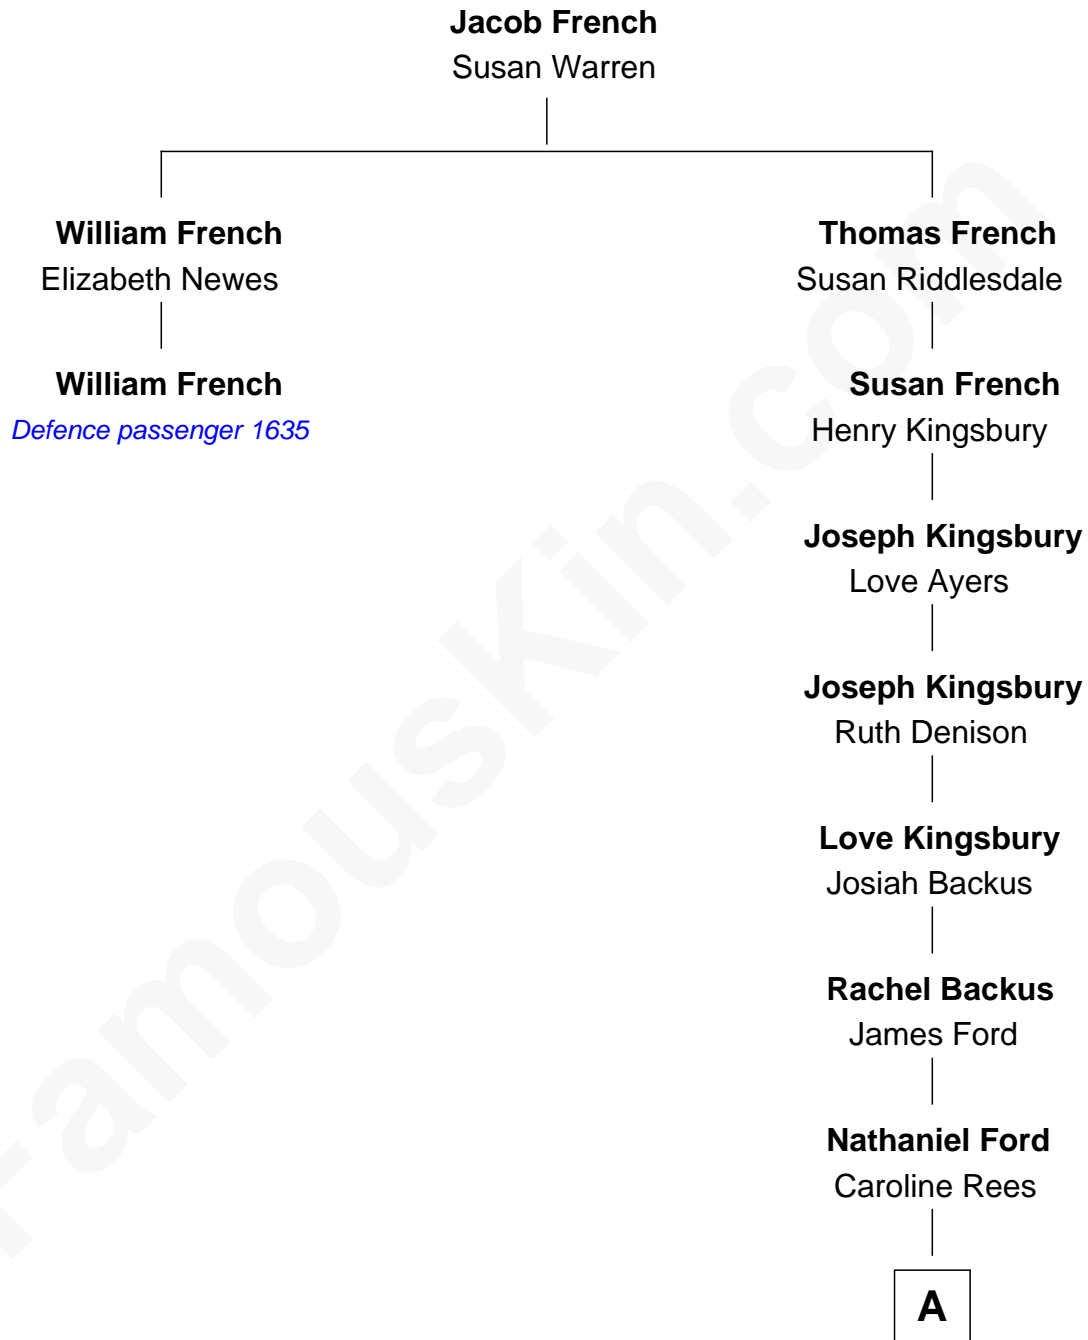 Jacob French
Susan Warren
William French
Elizabeth Newes
William French
Defence passenger 1635
Thomas French
Susan Riddlesdale
Susan French
Henry Kingsbury
Joseph Kingsbury
Love Ayers
Joseph Kingsbury
Ruth Denison
Love Kingsbury
Josiah Backus
Rachel Backus
James Ford
Nathaniel Ford
Caroline Rees
A
FamousKin.com